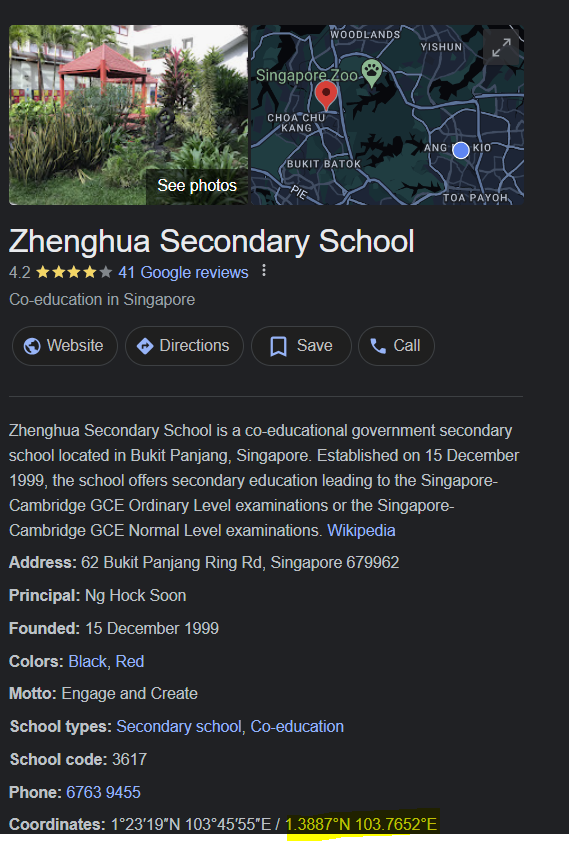 WOODLANDS
YISHUN
Singapore Zoo
CHOA CHU
KANG
ANG MO KIO
BUKIT BATOK
PIE
TOA PAYOH
See photos
Zhenghua Secondary School
4.2 41 Google reviews
Co-education in Singapore
Website Directions Save Call
Zhenghua Secondary School is a co-educational government secondary
school located in Bukit Panjang, Singapore. Established on 15 December
1999, the school offers secondary education leading to the Singapore-
Cambridge GCE Ordinary Level examinations or the Singapore-
Cambridge GCE Normal Level examinations. Wikipedia
Address: 62 Bukit Panjang Ring Rd, Singapore 679962
Principal: Ng Hock Soon
Founded: 15 December 1999
Colors: Black, Red
Motto: Engage and Create
School types: Secondary school, Co-education
School code: 3617
Phone: 6763 9455
Coordinates: 1°23′19″N 103°45′55″E / 1.3887°N 103.7652°E